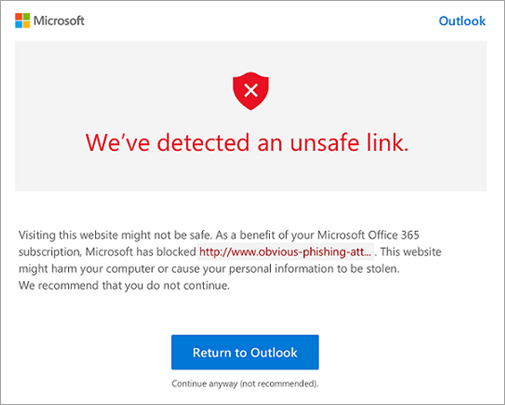 Microsoft Outlook
We've detected an unsafe link.
Visiting this website might not be safe. As a benefit of your Microsoft Office 365
subscription, Microsoft has blocked http://www.obvious-phishing-att... . This website
might harm your computer or cause your personal information to be stolen.
We recommend that you do not continue.
Return to Outlook
Continue anyway (not recommended).